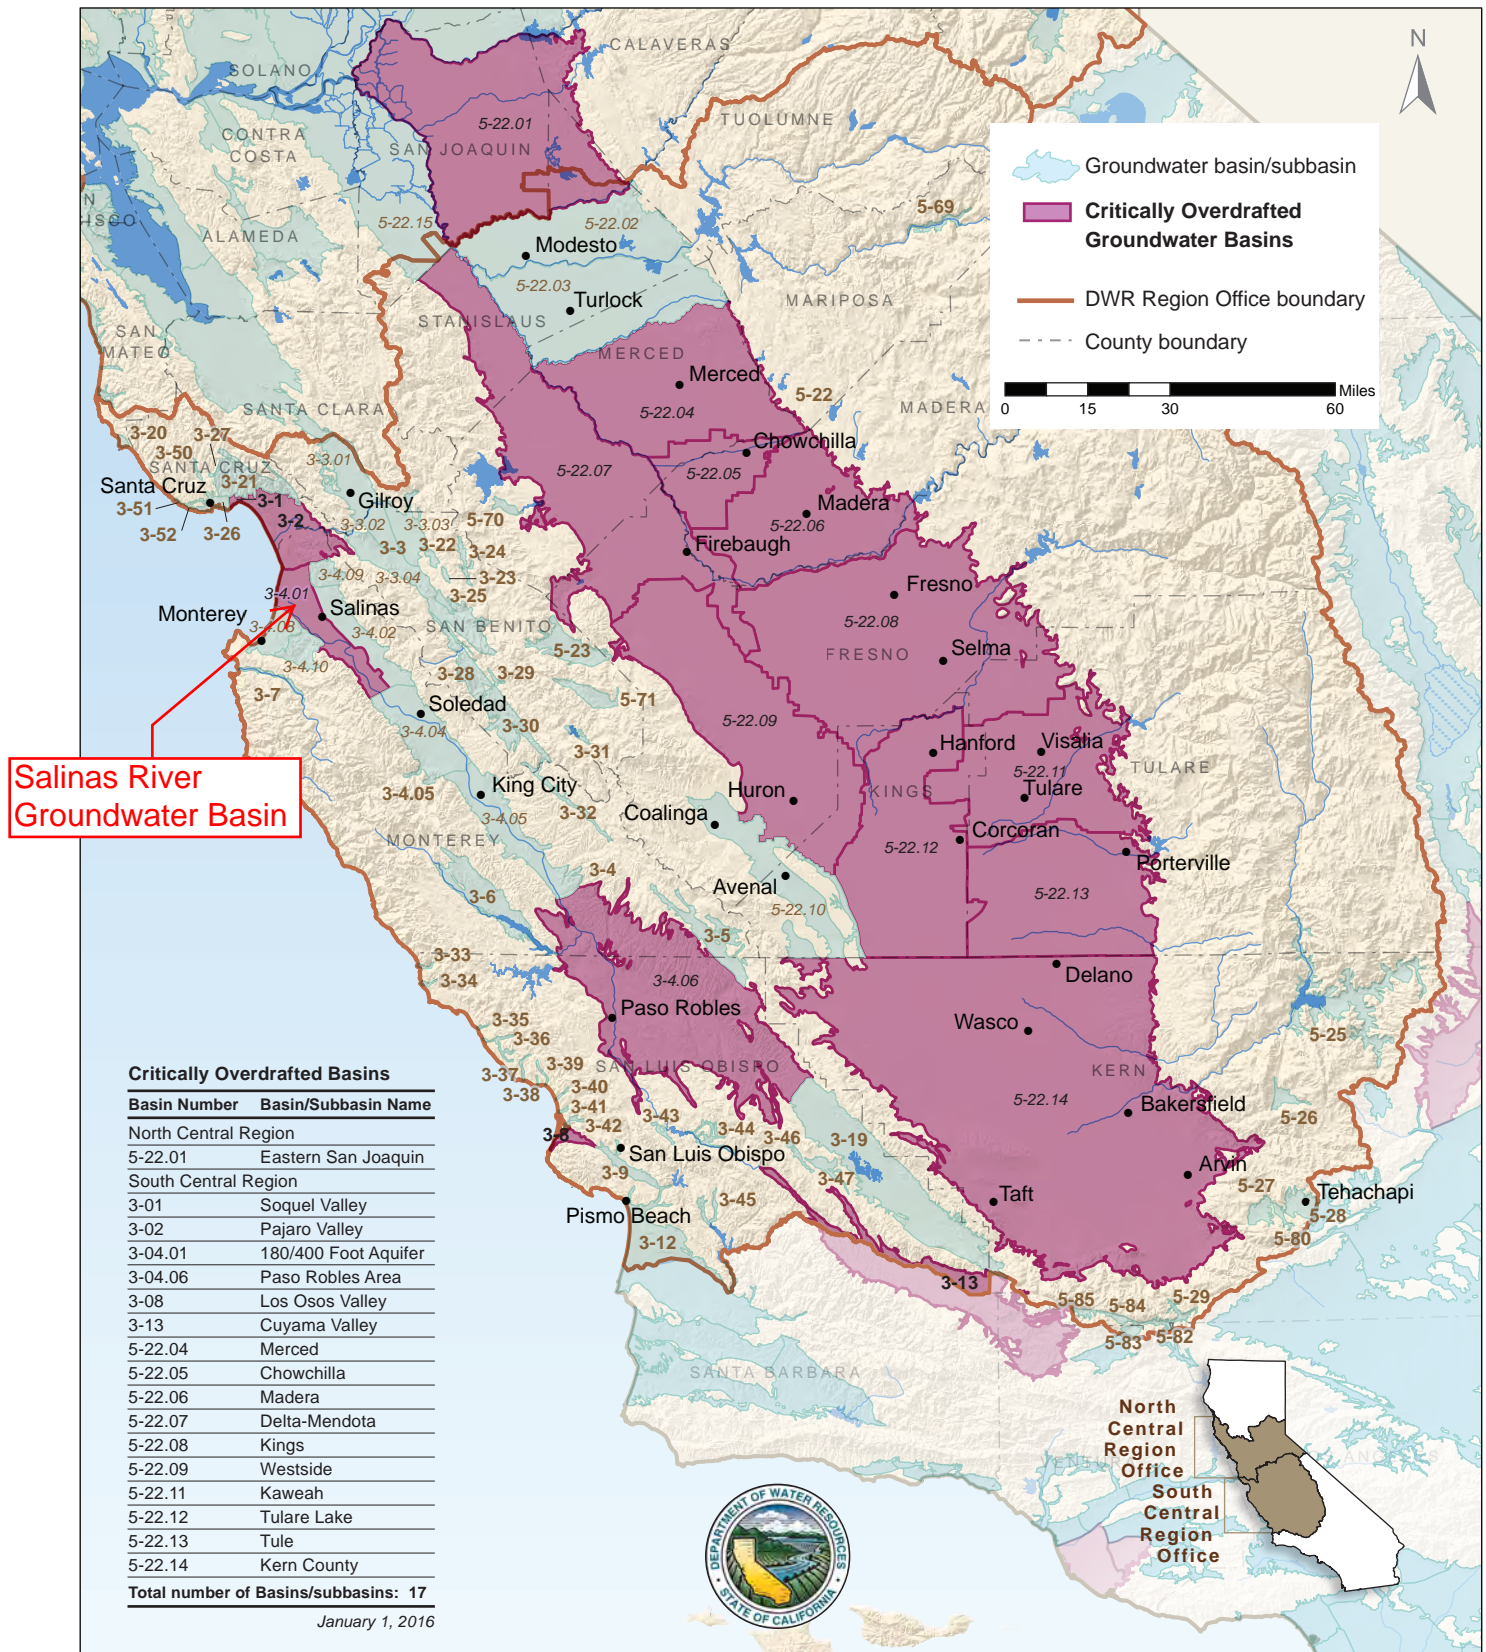 CALAVERAS
SOLANO
N
5-22.01
TUOLUMNE
CONTRA
COSTA
SAN JOAQUIN
Groundwater basin/subbasin
Critically Overdrafted
Groundwater Basins
DWR Region Office boundary
County boundary
Miles
0 15 30 60
N
ISCO
ALAMEDA
5-22.15
5-22.02
5-69
Modesto
5-22.03
Turlock
STANISLAUS
MARIPOSA
SAN
MATEO
MERCED
Merced
5-22.04
5-22
MADERA
SANTA CLARA
3-20
3-27
3-50
SANTA CRUZ
3-3.01
Chowchilla
5-22.05
5-22.07
Santa Cruz
3-21
3-51
3-1
Gilroy
3-52
3-26
3-2
3-3.02
3-3.03
5-70
Madera
5-22.06
3-3
3-22
3-24
Firebaugh
3-4.09
3-3.04
3-23
3-25
Fresno
3-4.01
Monterey
Salinas
3-4.08
3-4.02
SAN BENITO
5-22.08
FRESNO
Selma
3-4.10
5-23
3-7
3-28
3-29
5-71
Soledad
3-4.04
3-30
5-22.09
3-31
Hanford
Visalia
5-22.11
TULARE
Salinas River
Groundwater Basin
3-4.05
King City
3-4.05
3-32
Huron
KINGS
Tulare
Coalinga
MONTEREY
Corcoran
5-22.12
Porterville
3-4
Avenal
5-22.10
5-22.13
3-6
3-5
3-33
3-34
3-4.06
Delano
Paso Robles
Wasco
3-35
3-36
5-25
SAN LUIS OBISPO
KERN
3-37
3-39
3-38
3-40
3-41
3-42
3-43
3-44
3-46
3-19
5-22.14
Bakersfield
5-26
3-8
San Luis Obispo
3-9
3-47
Arvin
5-27
Tehachapi
5-28
Taft
3-45
Pismo Beach
5-80
3-12
3-13
5-85
5-84
5-29
5-83
5-82
SANTA BARBARA
Critically Overdrafted Basins
Basin Number Basin/Subbasin Name
North Central Region
5-22.01 Eastern San Joaquin
South Central Region
3-01 Soquel Valley
3-02 Pajaro Valley
3-04.01 180/400 Foot Aquifer
3-04.06 Paso Robles Area
3-08 Los Osos Valley
3-13 Cuyama Valley
5-22.04 Merced
5-22.05 Chowchilla
5-22.06 Madera
5-22.07 Delta-Mendota
5-22.08 Kings
5-22.09 Westside
5-22.11 Kaweah
5-22.12 Tulare Lake
5-22.13 Tule
5-22.14 Kern County
Total number of Basins/subbasins: 17
January 1, 2016
DEPARTMENT OF WATER RESOURCES
STATE OF CALIFORNIA
North
Central
Region
Office
South
Central
Region
Office